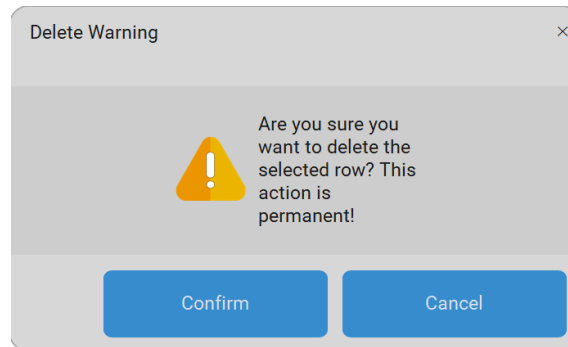 Delete Warning
×
Are you sure you
want to delete the
selected row? This
action is
permanent!
Confirm
Cancel